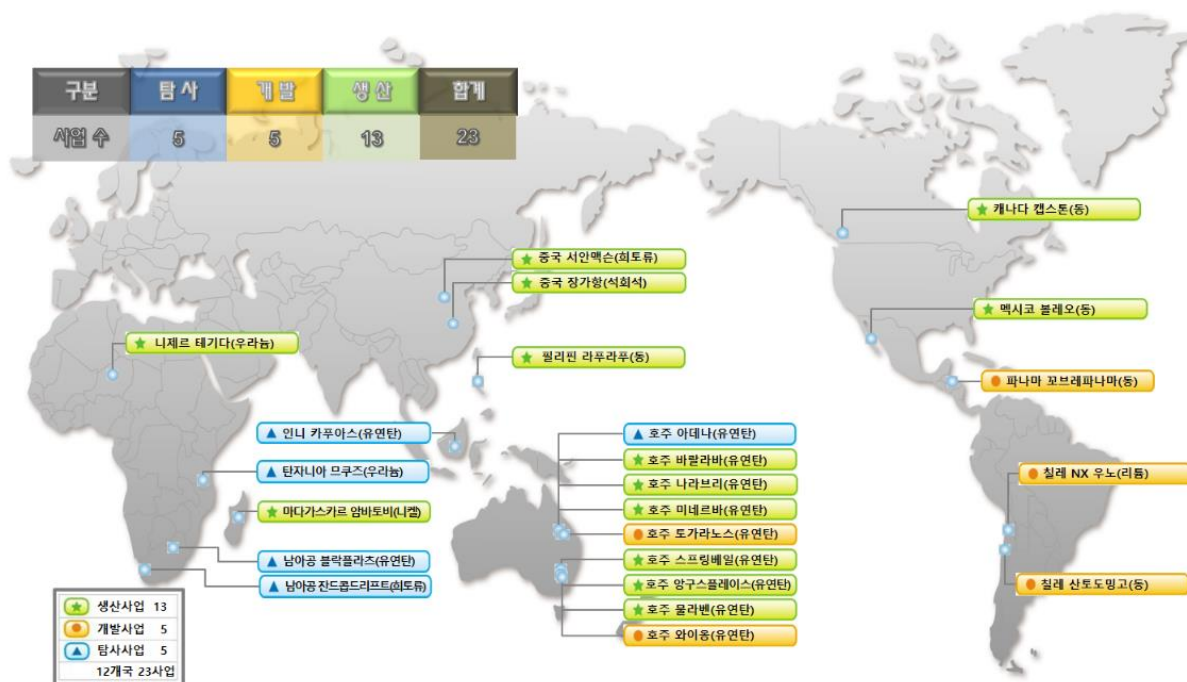 구분 탐 사 개 발 생 산 합계
사업 수 5 5 13 23
캐나다 캡스톤(동)
중국 서안맥슨(희토류)
중국 장가항(석회석)
멕시코 볼레오(동)
니제르 테기다(우라늄)
필리핀 라푸라푸(동)
파나마 꼬브레파나마(동)
인니 카푸아스(유연탄)
호주 아데나(유연탄)
호주 바랄라바(유연탄)
탄자니아 므쿠즈(우라늄)
칠레 NX 우노(리튬)
호주 나라브리(유연탄)
마다가스카르 암바토비(니켈)
호주 미네르바(유연탄)
호주 토가라노스(유연탄)
남아공 블락플라츠(유연탄)
호주 스프링베일(유연탄)
남아공 잔드콥드리프트(희토류)
호주 앙구스플레이스(유연탄)
칠레 산토도밍고(동)
호주 물라벤(유연탄)
호주 와이옹(유연탄)
생산사업 13
개발사업 5
탐사사업 5
12개국 23사업